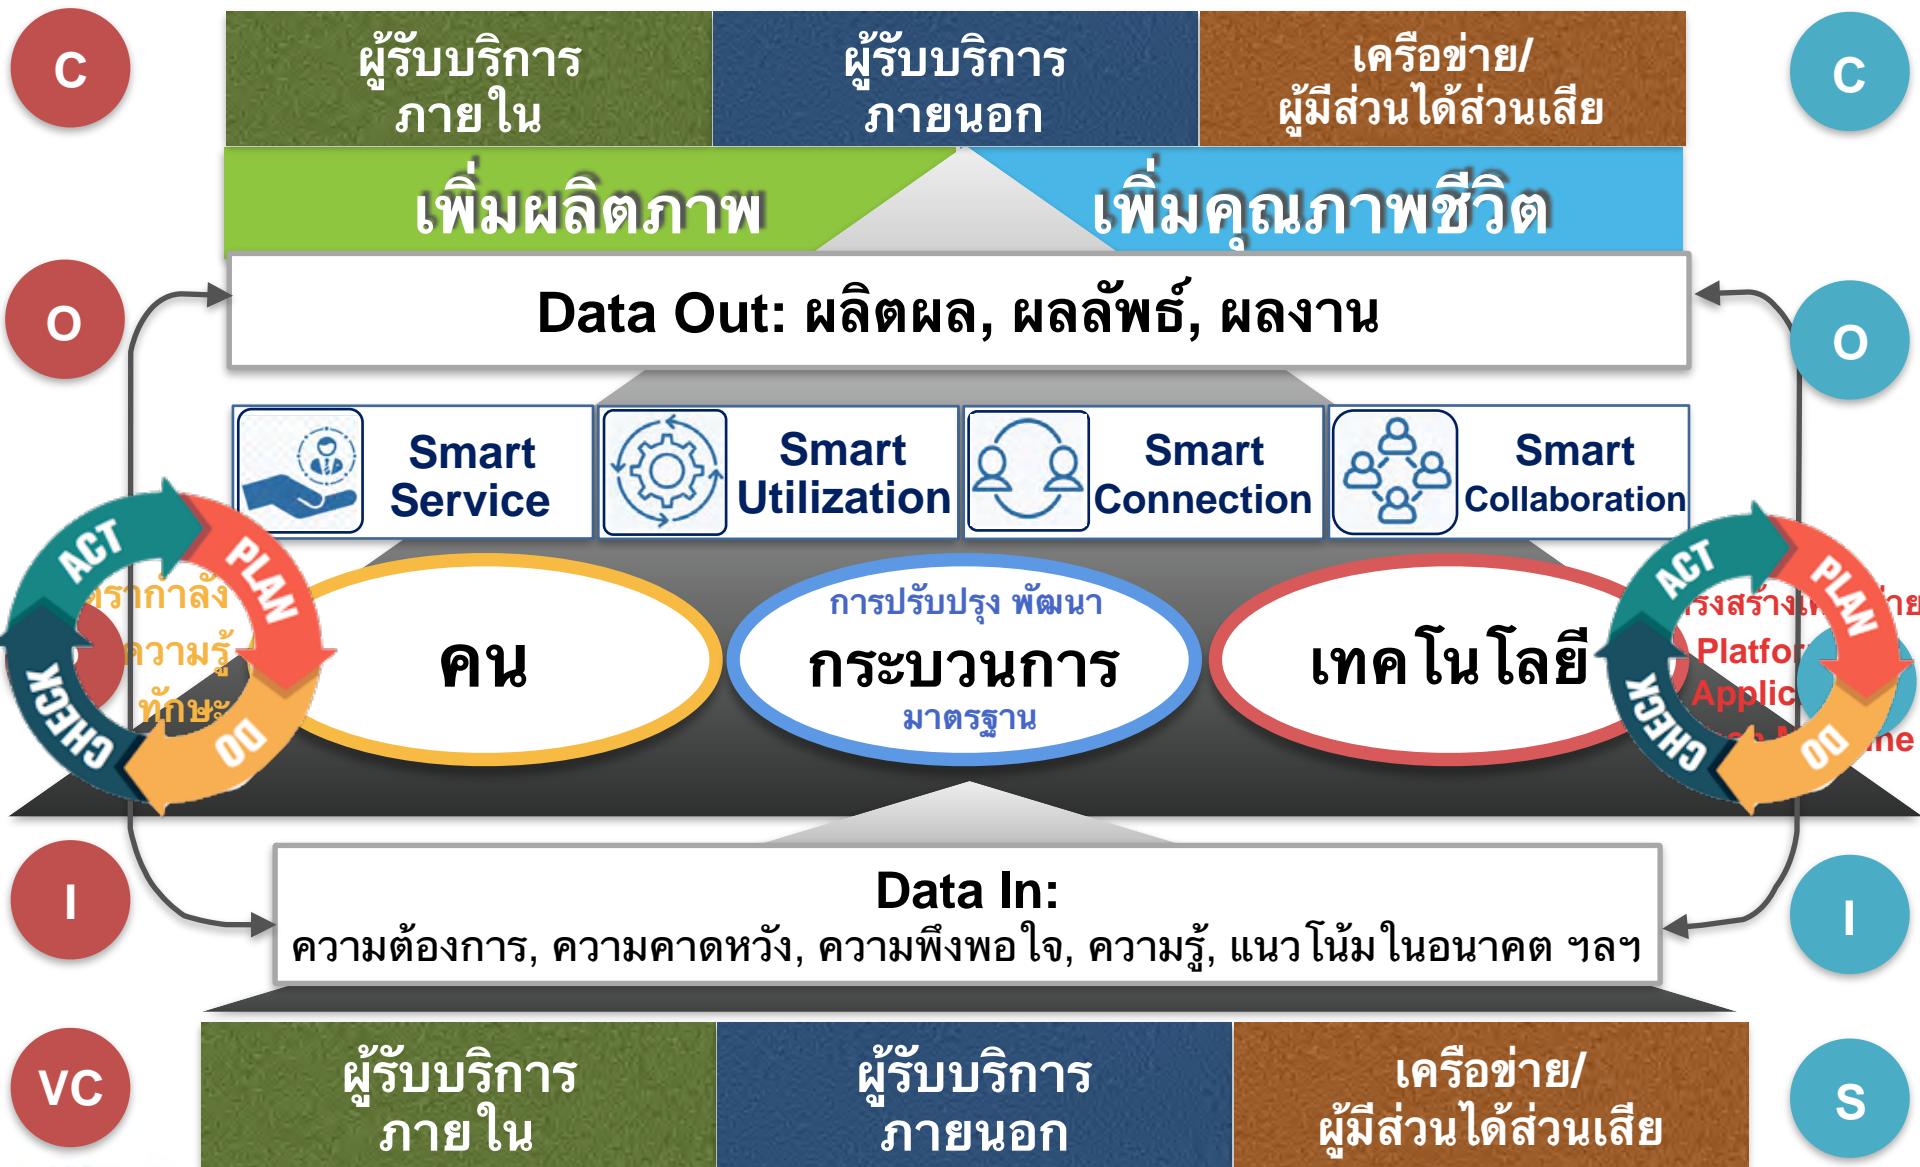 C
ผู้รับบริการ
ภายใน
ผู้รับบริการ
ภายนอก
เครือข่าย/
ผู้มีส่วนได้ส่วนเสีย
C
เพิ่มผลิตภาพ
เพิ่มคุณภาพชีวิต
O
Data Out: ผลิตผล, ผลลัพธ์, ผลงาน
O
Smart
Service
Smart
Utilization
Smart
Connection
Smart
Collaboration
ACT
PLAN
DO
CHECK
ความรู้
ทักษะ
คน
การปรับปรุง พัฒนา
กระบวนการ
มาตรฐาน
เทคโนโลยี
ACT
PLAN
DO
CHECK
I
Data In:
ความต้องการ, ความคาดหวัง, ความพึงพอใจ, ความรู้, แนวโน้มในอนาคต ฯลฯ
I
VC
ผู้รับบริการ
ภายใน
ผู้รับบริการ
ภายนอก
เครือข่าย/
ผู้มีส่วนได้ส่วนเสีย
S